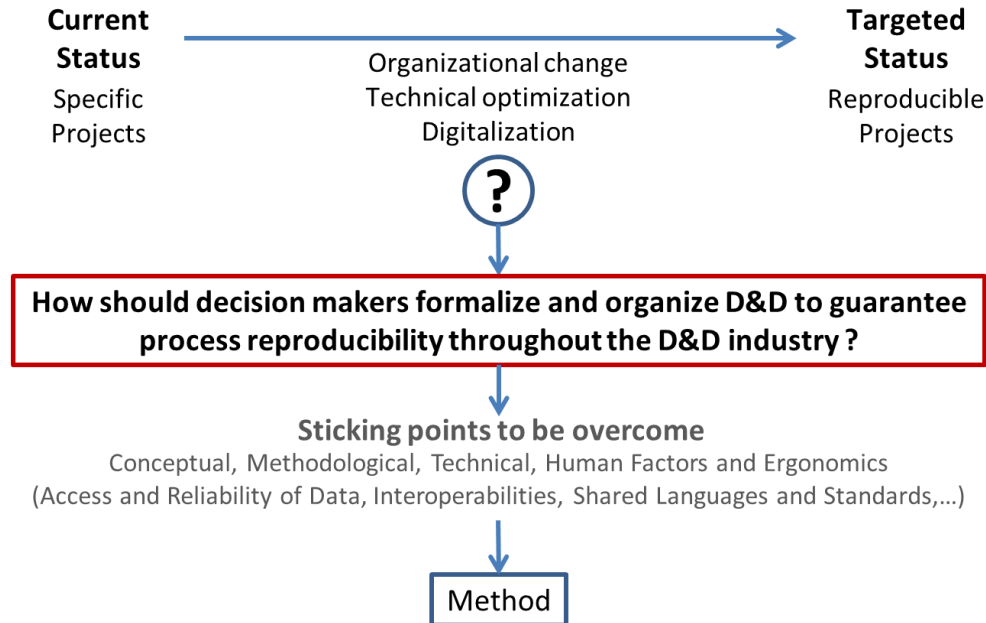 Current
Status
Specific
Projects
Organizational change
Technical optimization
Digitalization
Targeted
Status
Reproducible
Projects
?
How should decision makers formalize and organize D&D to guarantee
process reproducibility throughout the D&D industry ?
Sticking points to be overcome
Conceptual, Methodological, Technical, Human Factors and Ergonomics
(Access and Reliability of Data, Interoperabilities, Shared Languages and Standards,...)
Method